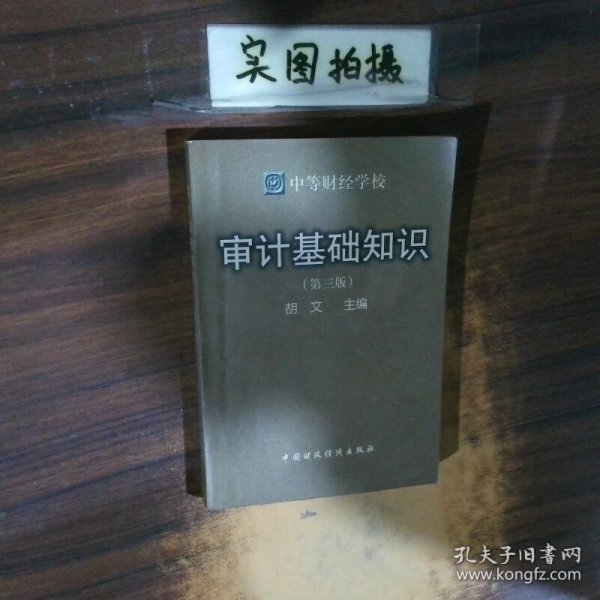 实图拍摄
中等财经学校
审计基础知识
(第三版)
胡 文 主编
中国财政经济出版社
孔夫子旧书网
www.kongfz.com